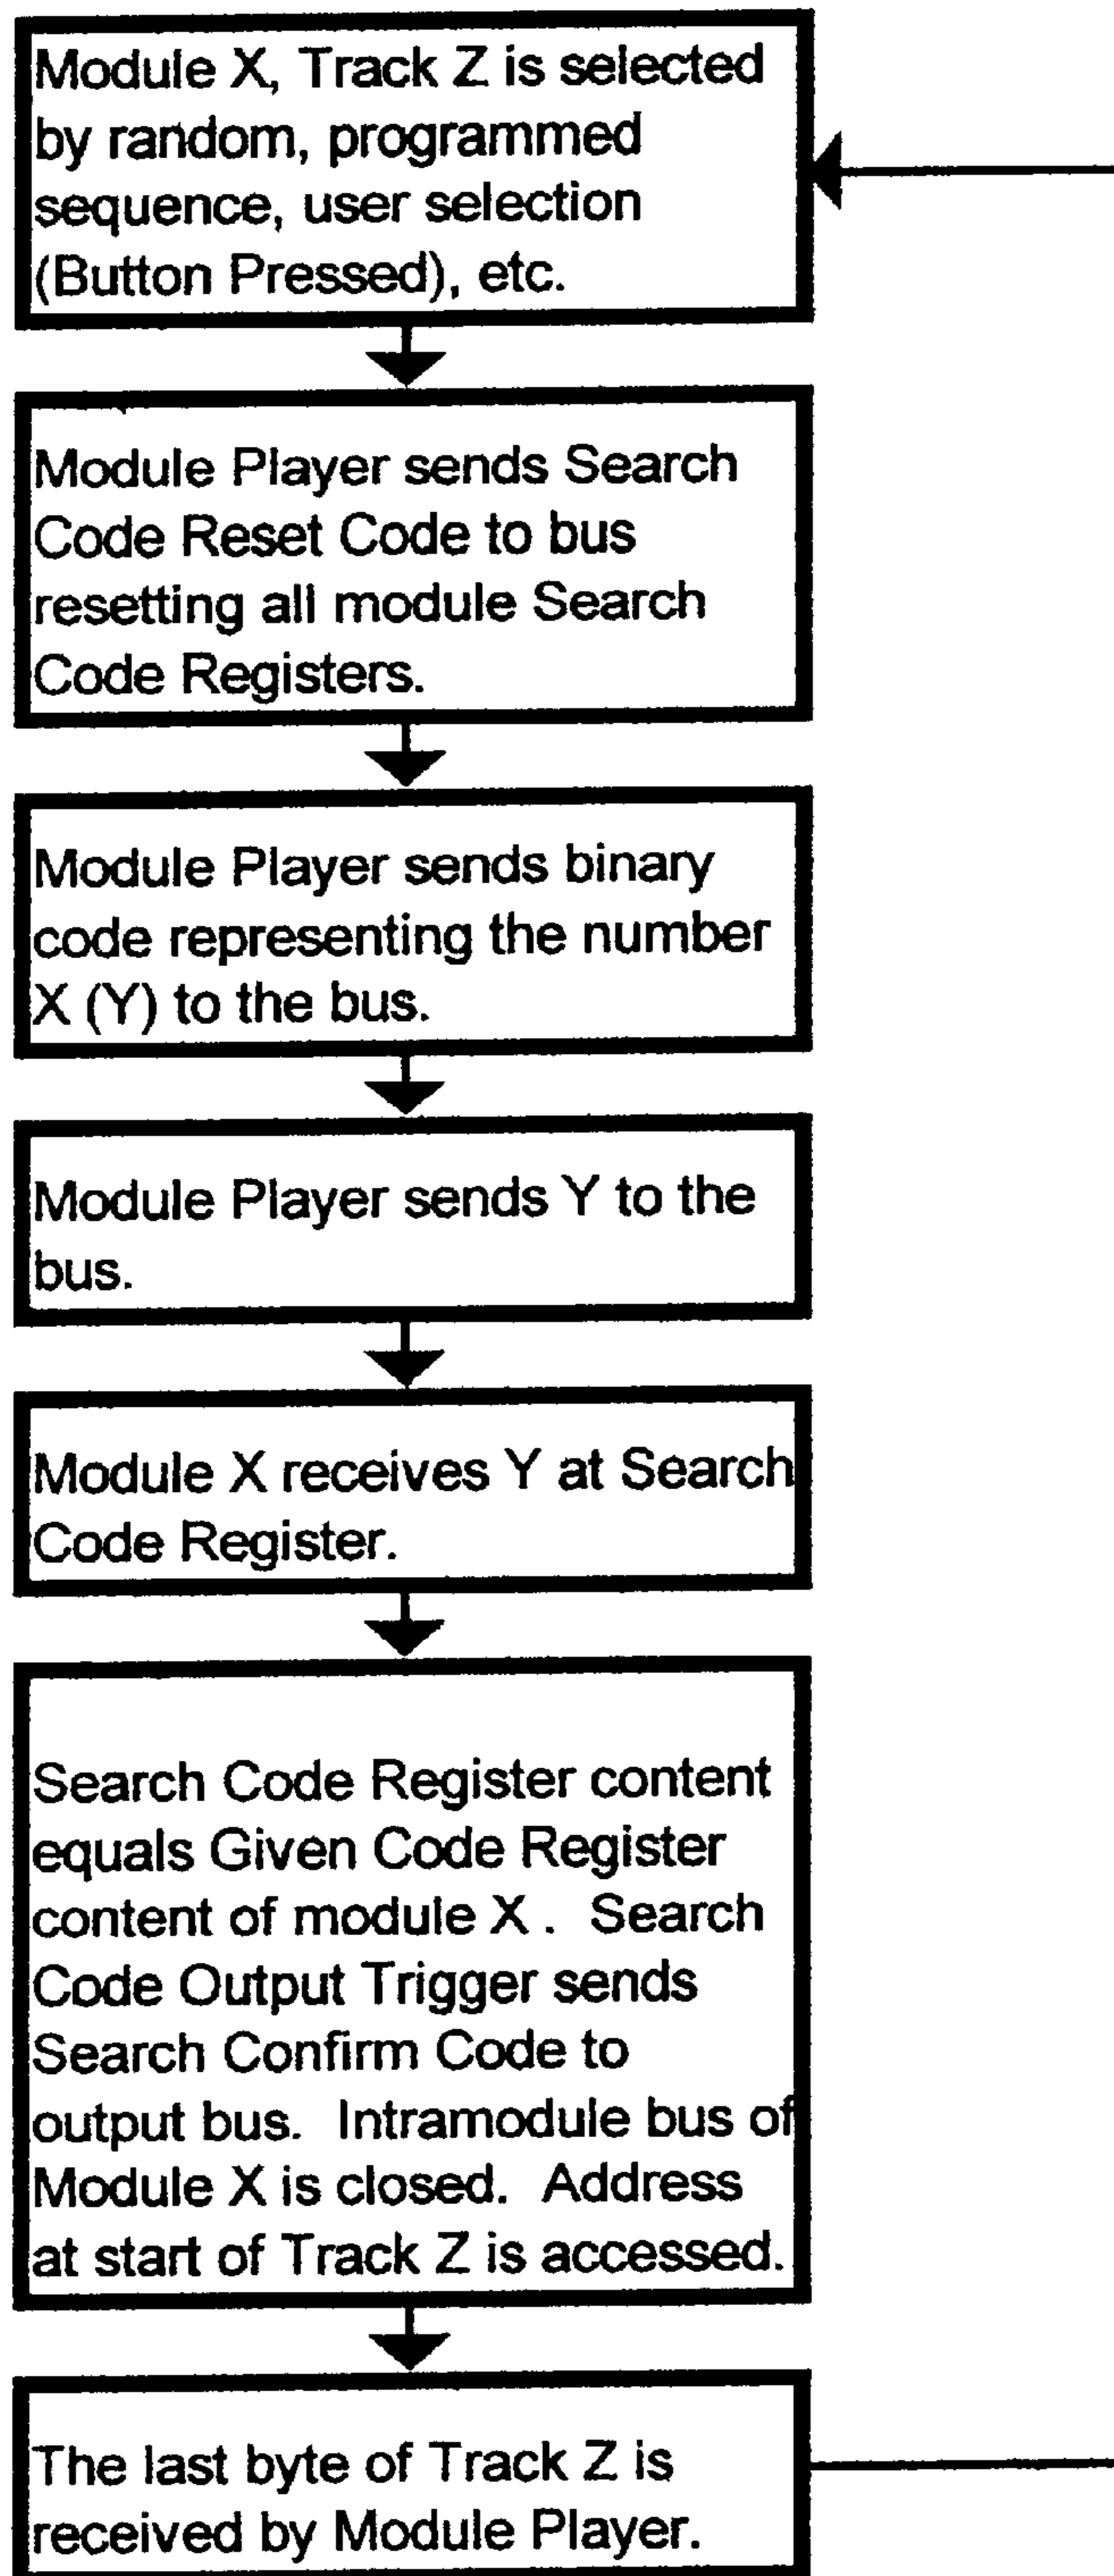 Module X, Track Z is selected
by random, programmed
sequence, user selection
(Button Pressed), etc.
Module Player sends Search
Code Reset Code to bus
resetting all module Search
Code Registers.
Module Player sends binary
code representing the number
X (Y) to the bus.
Module Player sends Y to the
bus.
Module X receives Y at Search
Code Register.
Search Code Register content
equals Given Code Register
content of module X . Search
Code Output Trigger sends
Search Confirm Code to
output bus. Intramodule bus of
Module X is closed. Address
at start of Track Z is accessed.
The last byte of Track Z is
received by Module Player.